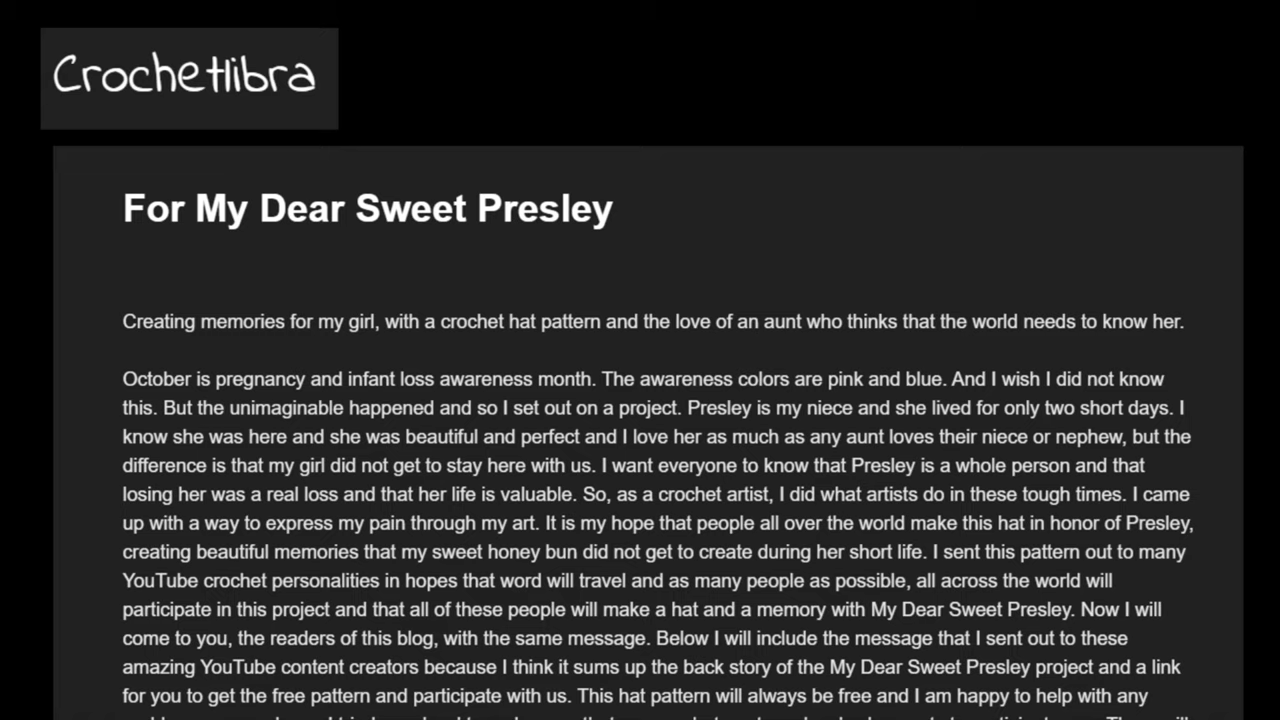 Crochetlibra
For My Dear Sweet Presley
Creating memories for my girl, with a crochet hat pattern and the love of an aunt who thinks that the world needs to know her.
October is pregnancy and infant loss awareness month. The awareness colors are pink and blue. And I wish I did not know
this. But the unimaginable happened and so I set out on a project. Presley is my niece and she lived for only two short days. I
know she was here and she was beautiful and perfect and I love her as much as any aunt loves their niece or nephew, but the
difference is that my girl did not get to stay here with us. I want everyone to know that Presley is a whole person and that
losing her was a real loss and that her life is valuable. So, as a crochet artist, I did what artists do in these tough times. I came
up with a way to express my pain through my art. It is my hope that people all over the world make this hat in honor of Presley,
creating beautiful memories that my sweet honey bun did not get to create during her short life. I sent this pattern out to many
YouTube crochet personalities in hopes that word will travel and as many people as possible, all across the world will
participate in this project and that all of these people will make a hat and a memory with My Dear Sweet Presley. Now I will
come to you, the readers of this blog, with the same message. Below I will include the message that I sent out to these
amazing YouTube content creators because I think it sums up the back story of the My Dear Sweet Presley project and a link
for you to get the free pattern and participate with us. This hat pattern will always be free and I am happy to help with any